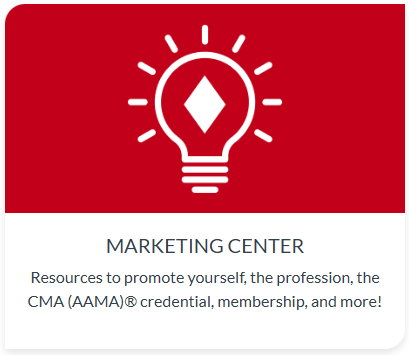 MARKETING CENTER
Resources to promote yourself, the profession, the
CMA (AAMA)® credential, membership, and more!